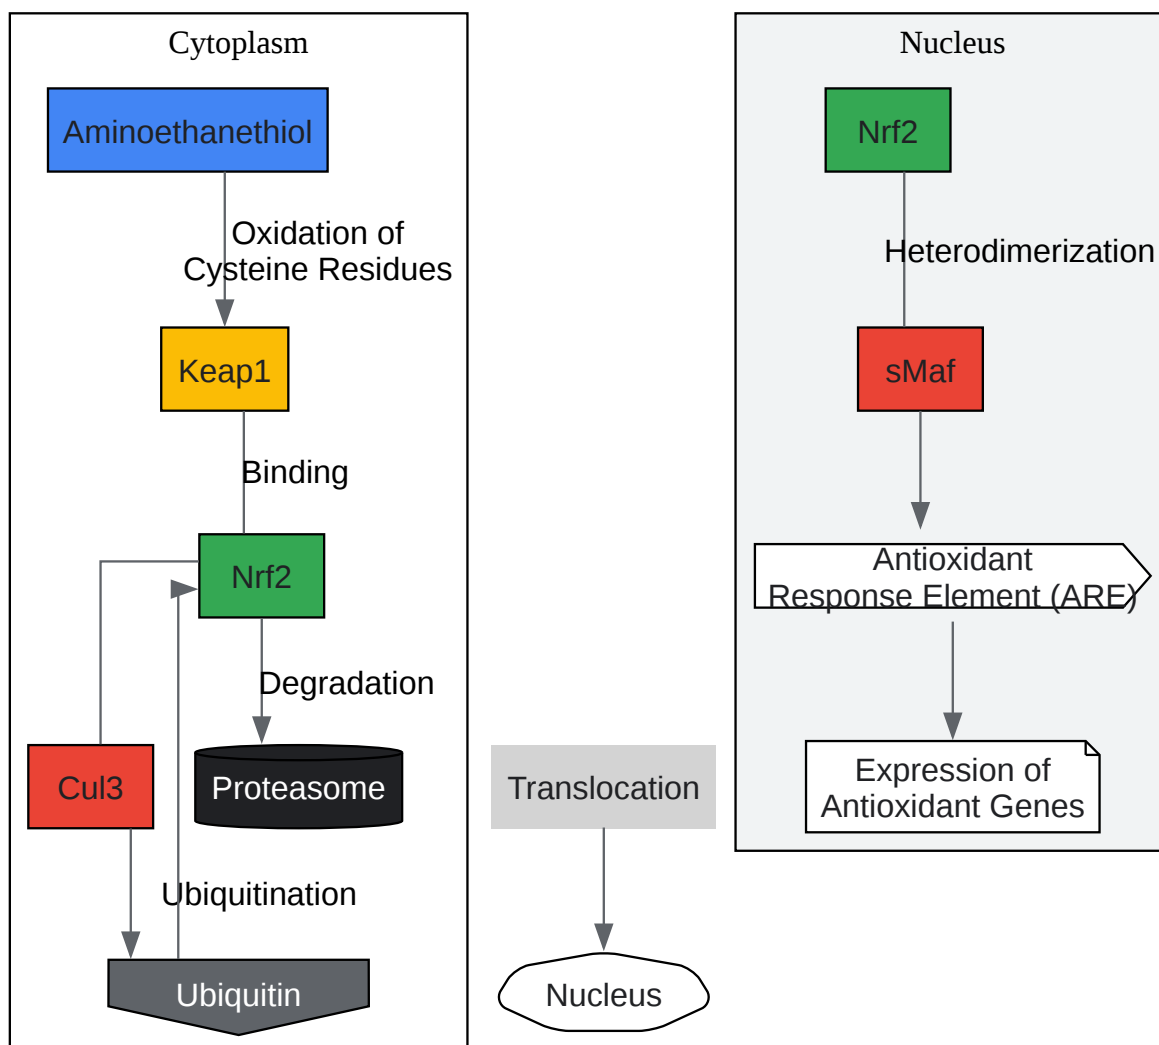 Cytoplasm
Aminoethanethiol
Oxidation of
Cysteine Residues
Keap1
Binding
Nrf2
Degradation
Cul3
Proteasome
Ubiquitination
Ubiquitin
Translocation
Nucleus
Nucleus
Nrf2
Heterodimerization
sMaf
Antioxidant
Response Element (ARE)
Expression of
Antioxidant Genes